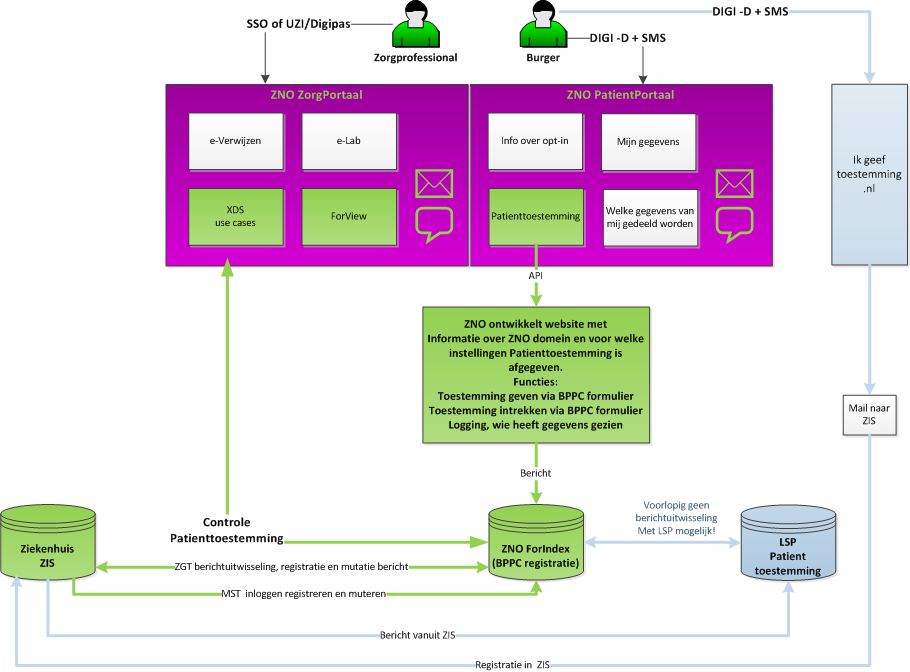 SSO of UZI/Digipas
Zorgprofessional
Burger
DIGI -D + SMS
DIGI -D + SMS
ZNO ZorgPortaal
ZNO PatientPortaal
e-Verwijzen
e-Lab
Info over opt-in
Mijn gegevens
XDS
use cases
ForView
Patienttoestemming
Welke gegevens van
mij gedeeld worden
Ik geef
toestemming
.nl
API
ZNO ontwikkelt website met
Informatie over ZNO domein en voor welke
instellingen Patienttoestemming is
afgegeven.
Functies:
Toestemming geven via BPPC formulier
Toestemming intrekken via BPPC formulier
Logging, wie heeft gegevens gezien
Mail naar
ZIS
Bericht
Controle
Patienttoestemming
Voorlopig geen
berichtuitwisseling
Met LSP mogelijk!
Ziekenhuis
ZIS
ZNO ForIndex
(BPPC registratie)
LSP
Patient
toestemming
ZGT berichtuitwisseling, registratie en mutatie bericht
MST  inloggen registreren en muteren
Bericht vanuit ZIS
Registratie in  ZIS